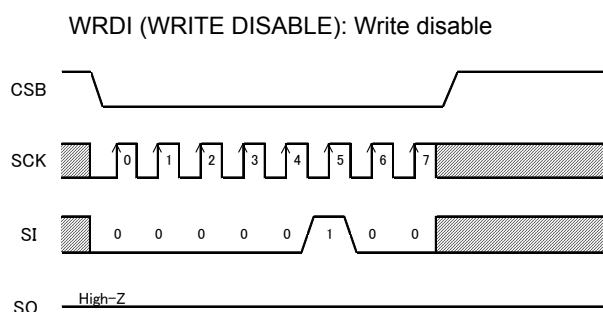 WRDI (WRITE DISABLE): Write disable
CSB
SCK 0 1 2 3 4 5 6 7
SI 0 0 0 0 0 1 0 0
SO High-Z